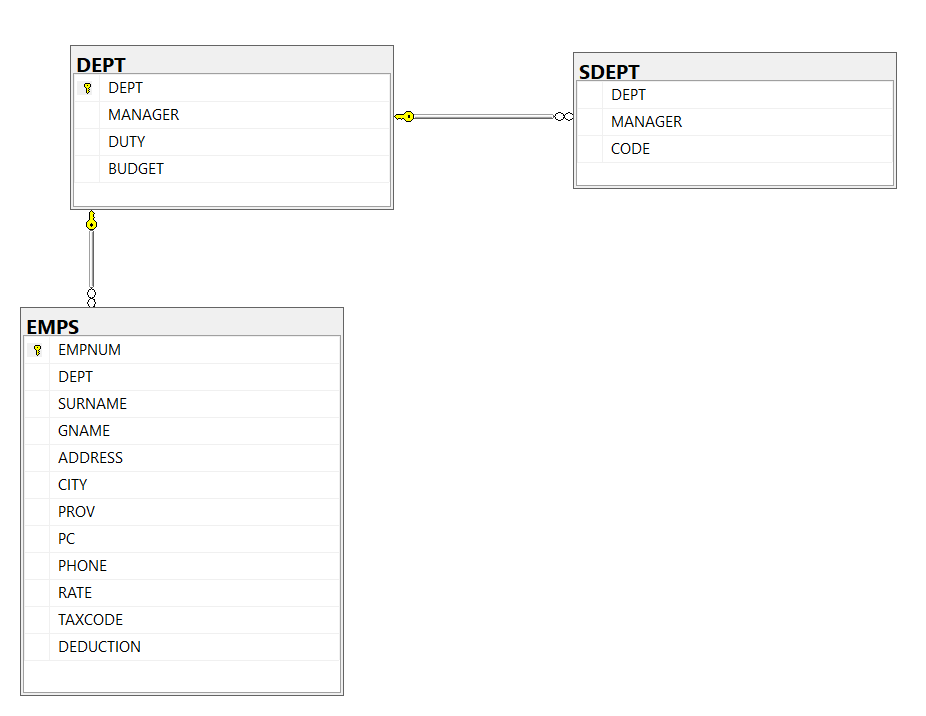 DEPT
DEPT
MANAGER
DUTY
BUDGET
SDEPT
DEPT
MANAGER
CODE
EMPS
EMPNUM
DEPT
SURNAME
GNAME
ADDRESS
CITY
PROV
PC
PHONE
RATE
TAXCODE
DEDUCTION